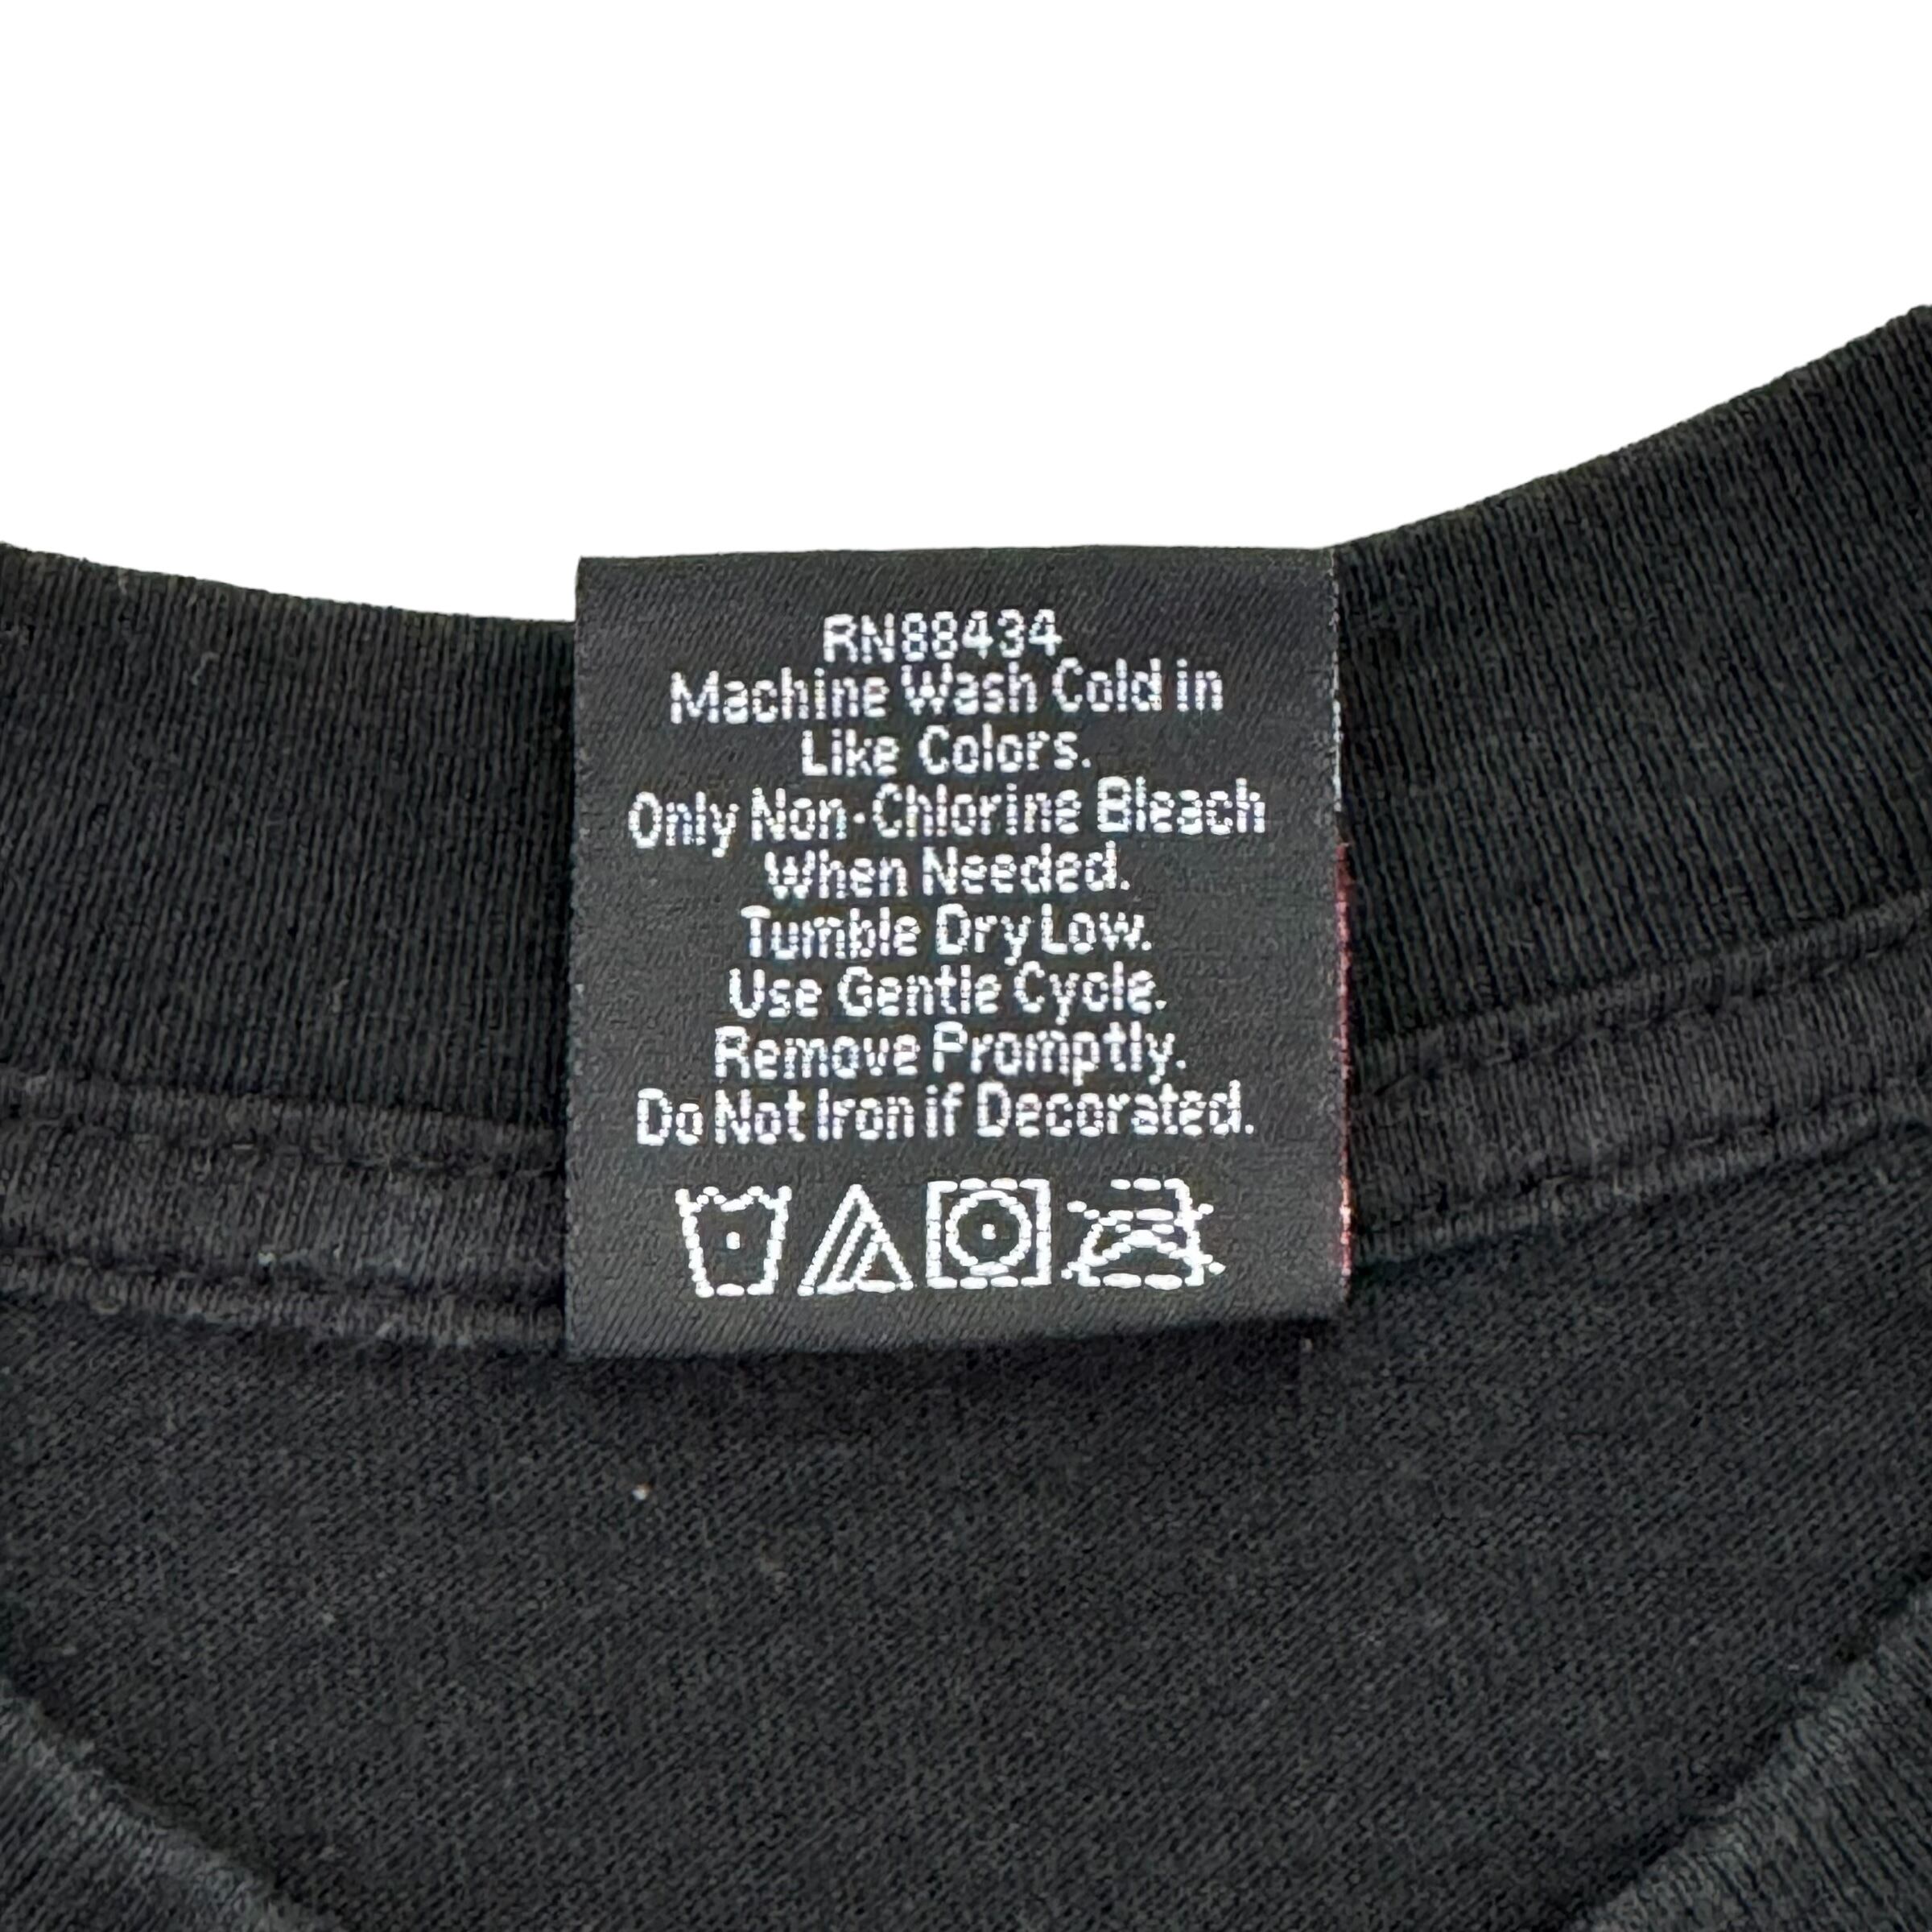 RN88434
Machine Wash Cold in
Like Colors.
Only Non-Chlorine Bleach
When Needed.
Tumble Dry Low.
Use Gentle Cycle.
Remove Promptly.
Do Not Iron if Decorated.